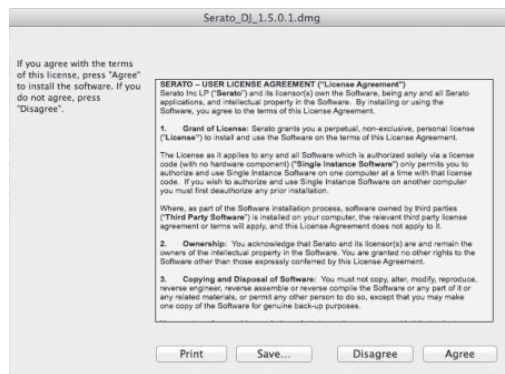 Serato_DJ_1.5.0.1.dmg
If you agree with the terms
of this license, press "Agree"
to install the software. If you
do not agree, press
"Disagree".
SERATO – USER LICENSE AGREEMENT ("License Agreement")
Serato Inc LP ("Serato") and its licensor(s) own the Software, being any and all Serato
applications, and intellectual property in the Software. By installing or using the
Software, you agree to the terms of this License Agreement.
1. Grant of License: Serato grants you a perpetual, non-exclusive, personal license
("License") to install and use the Software on the terms of this License Agreement.
The License as it applies to any and all Software which is authorized solely via a license
code (with no hardware component) ("Single Instance Software") only permits you to
authorize and use Single Instance Software on one computer at a time with that license
code. If you wish to authorize and use Single Instance Software on another computer
you must first deauthorize any prior installation.
Where, as part of the Software installation process, software owned by third parties
("Third Party Software") is installed on your computer, the relevant third party license
agreement or terms will apply, and this License Agreement does not apply to it.
2. Ownership: You acknowledge that Serato and its licensor(s) are and remain the
owners of the intellectual property in the Software. You are granted no other rights to the
Software other than those expressly conferred by this License Agreement.
3. Copying and Disposal of Software: You must not copy, alter, modify, reproduce,
reverse engineer, reverse assemble or reverse compile the Software or any part of it or
any related materials, or permit any other person to do so, except that you may make
one copy of the Software for genuine back-up purposes.
Print Save... Disagree Agree